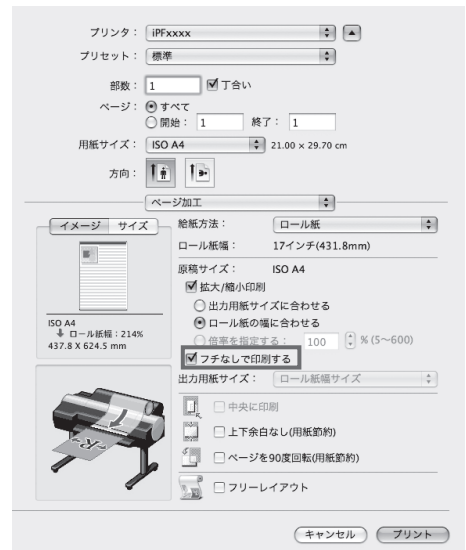 プリンタ： iPFxxxx
プリセット： 標準
部数： 1 丁合い
ページ： すべて
開始： 1 終了： 1
用紙サイズ： ISO A4 21.00 x 29.70 cm
方向：
ページ加工
イメージ サイズ
給紙方法： ロール紙
ロール紙幅： 17インチ(431.8mm)
原稿サイズ： ISO A4
拡大/縮小印刷
出力用紙サイズに合わせる
ロール紙の幅に合わせる
倍率を指定する： 100 % (5～600)
フチなしで印刷する
出力用紙サイズ： ロール紙幅サイズ
ISO A4
ロール紙幅：214%
437.8 X 624.5 mm
中央に印刷
上下余白なし(用紙節約)
ページを90度回転(用紙節約)
フリーレイアウト
キャンセル プリント